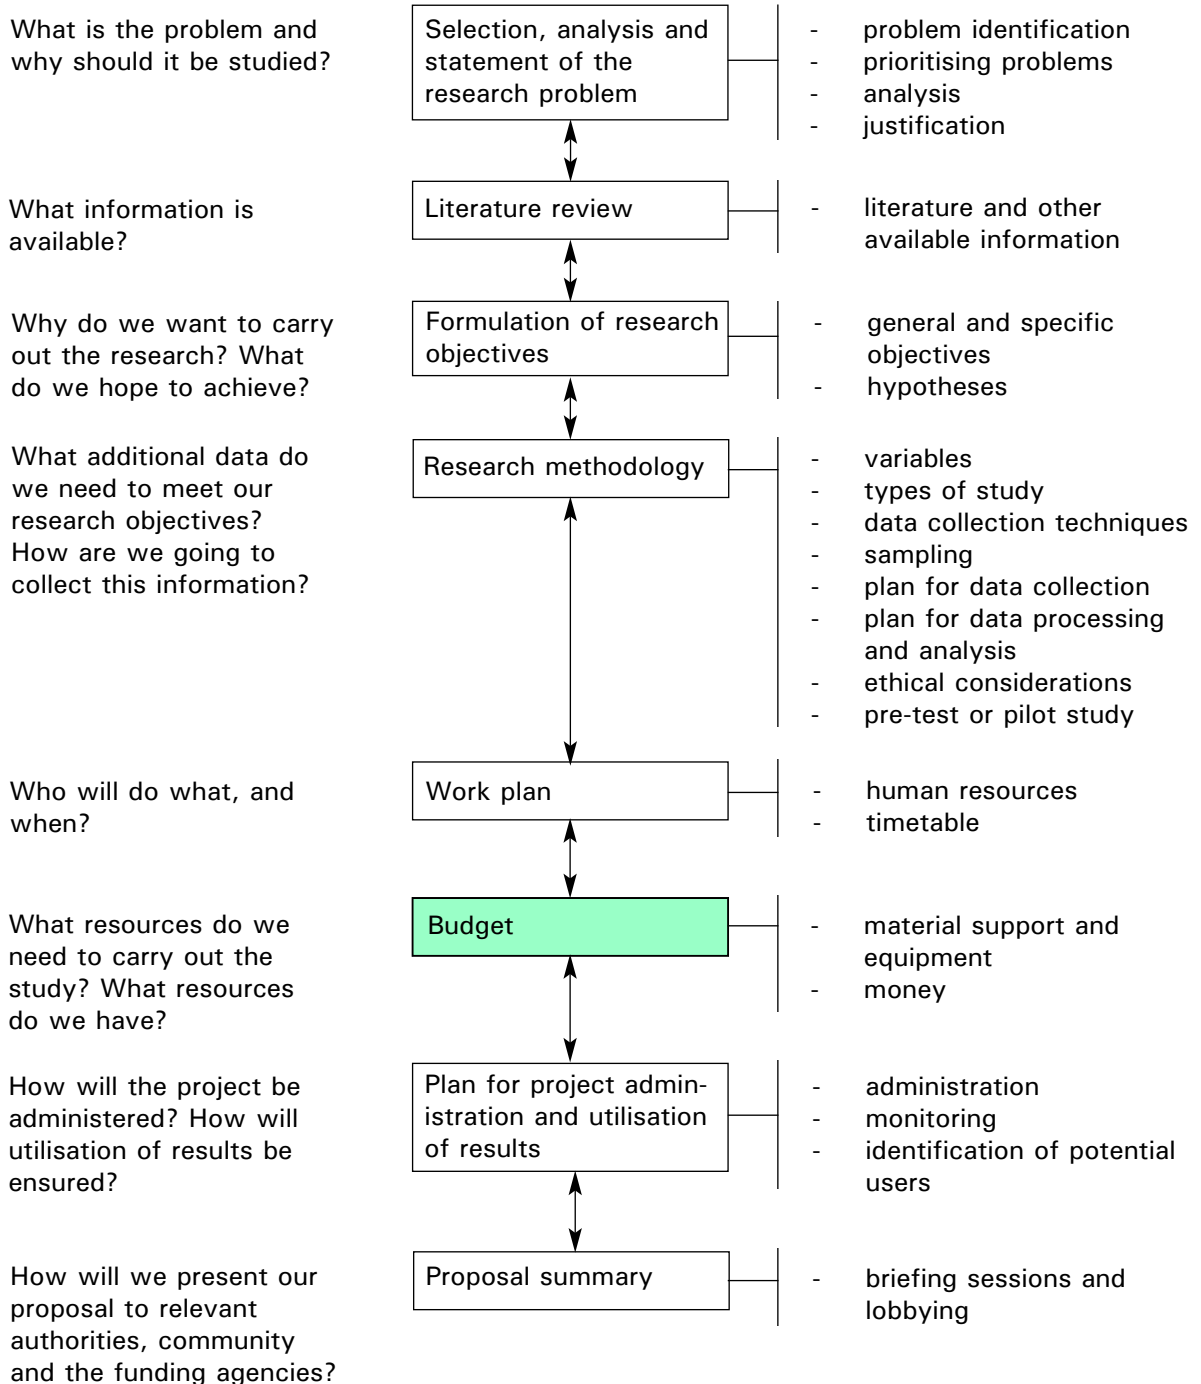 What is the problem and
why should it be studied?
Selection, analysis and
statement of the
research problem
- problem identification
- prioritising problems
- analysis
- justification
What information is
available?
Literature review
- literature and other
available information
Why do we want to carry
out the research? What
do we hope to achieve?
Formulation of research
objectives
- general and specific
objectives
- hypotheses
What additional data do
we need to meet our
research objectives?
How are we going to
collect this information?
Research methodology
- variables
- types of study
- data collection techniques
- sampling
- plan for data collection
- plan for data processing
and analysis
- ethical considerations
- pre-test or pilot study
Who will do what, and
when?
Work plan
- human resources
- timetable
What resources do we
need to carry out the
study? What resources
do we have?
Budget
- material support and
equipment
- money
How will the project be
administered? How will
utilisation of results be
ensured?
Plan for project admin-
istration and utilisation
of results
- administration
- monitoring
- identification of potential
users
How will we present our
proposal to relevant
authorities, community
and the funding agencies?
Proposal summary
- briefing sessions and
lobbying